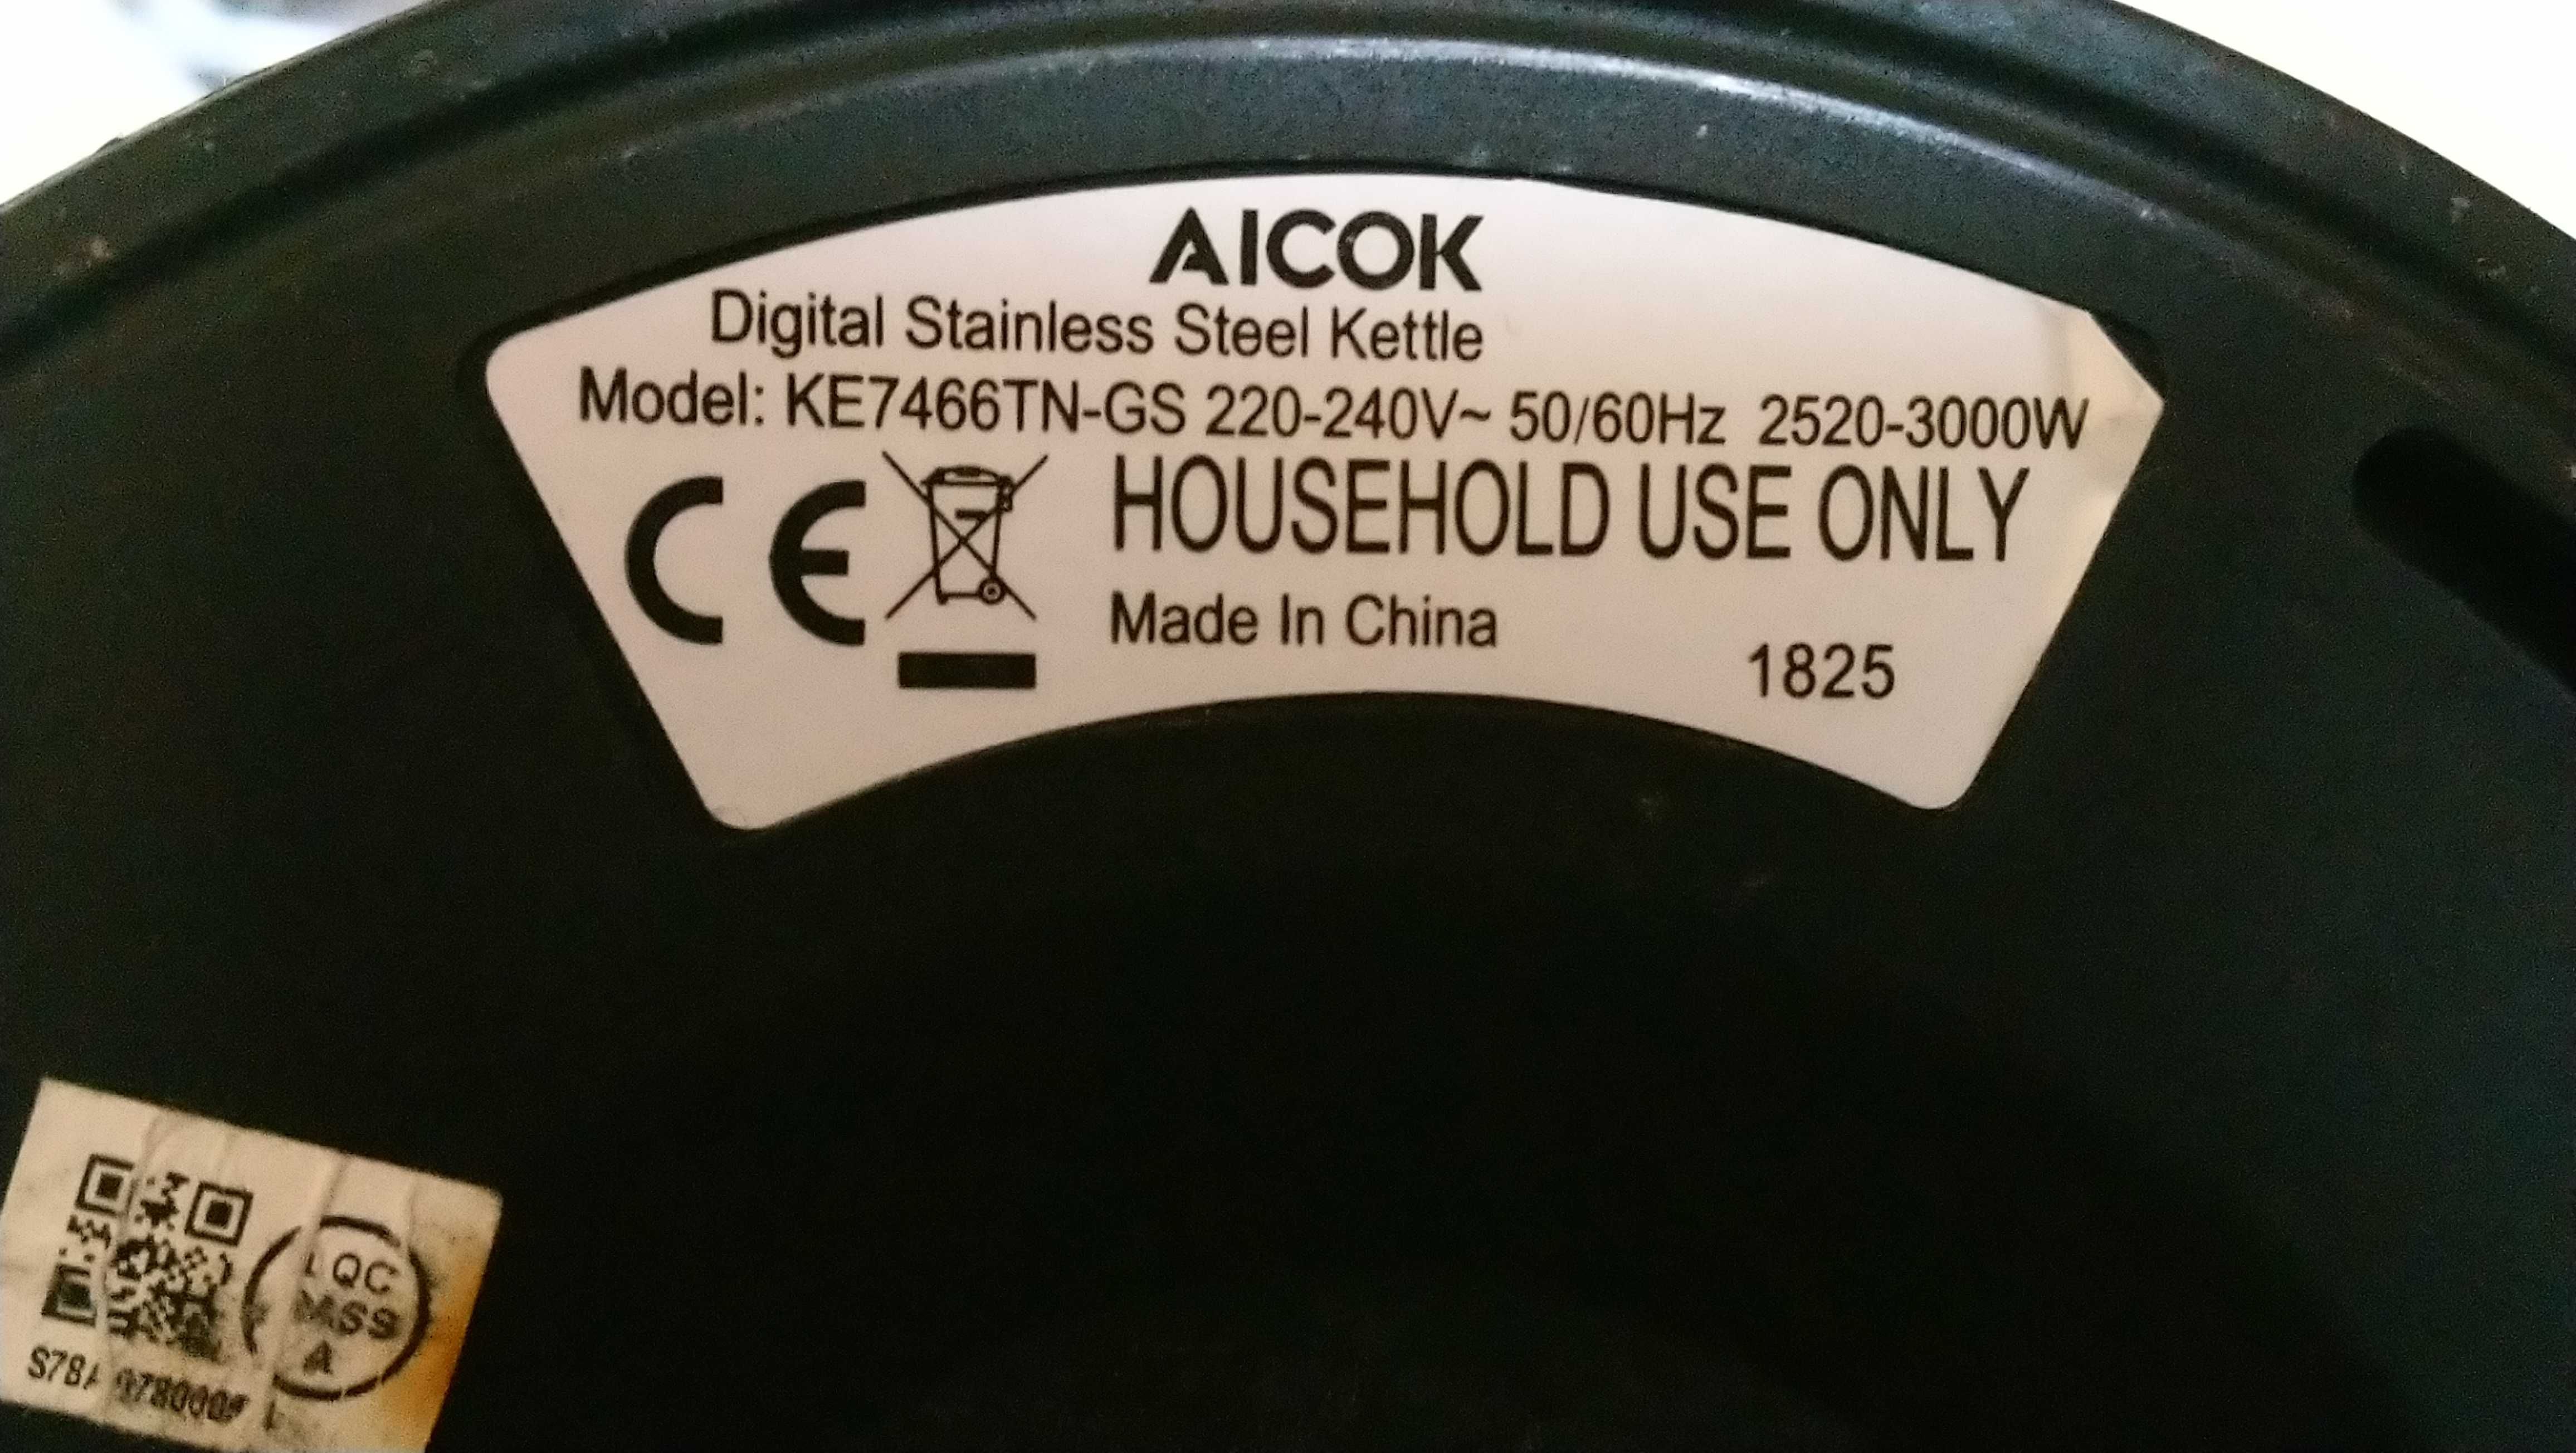 AICOK
Digital Stainless Steel Kettle
Model: KE7466TN-GS 220-240V~ 50/60Hz 2520-3000W
CE
HOUSEHOLD USE ONLY
Made In China
1825
QC
A